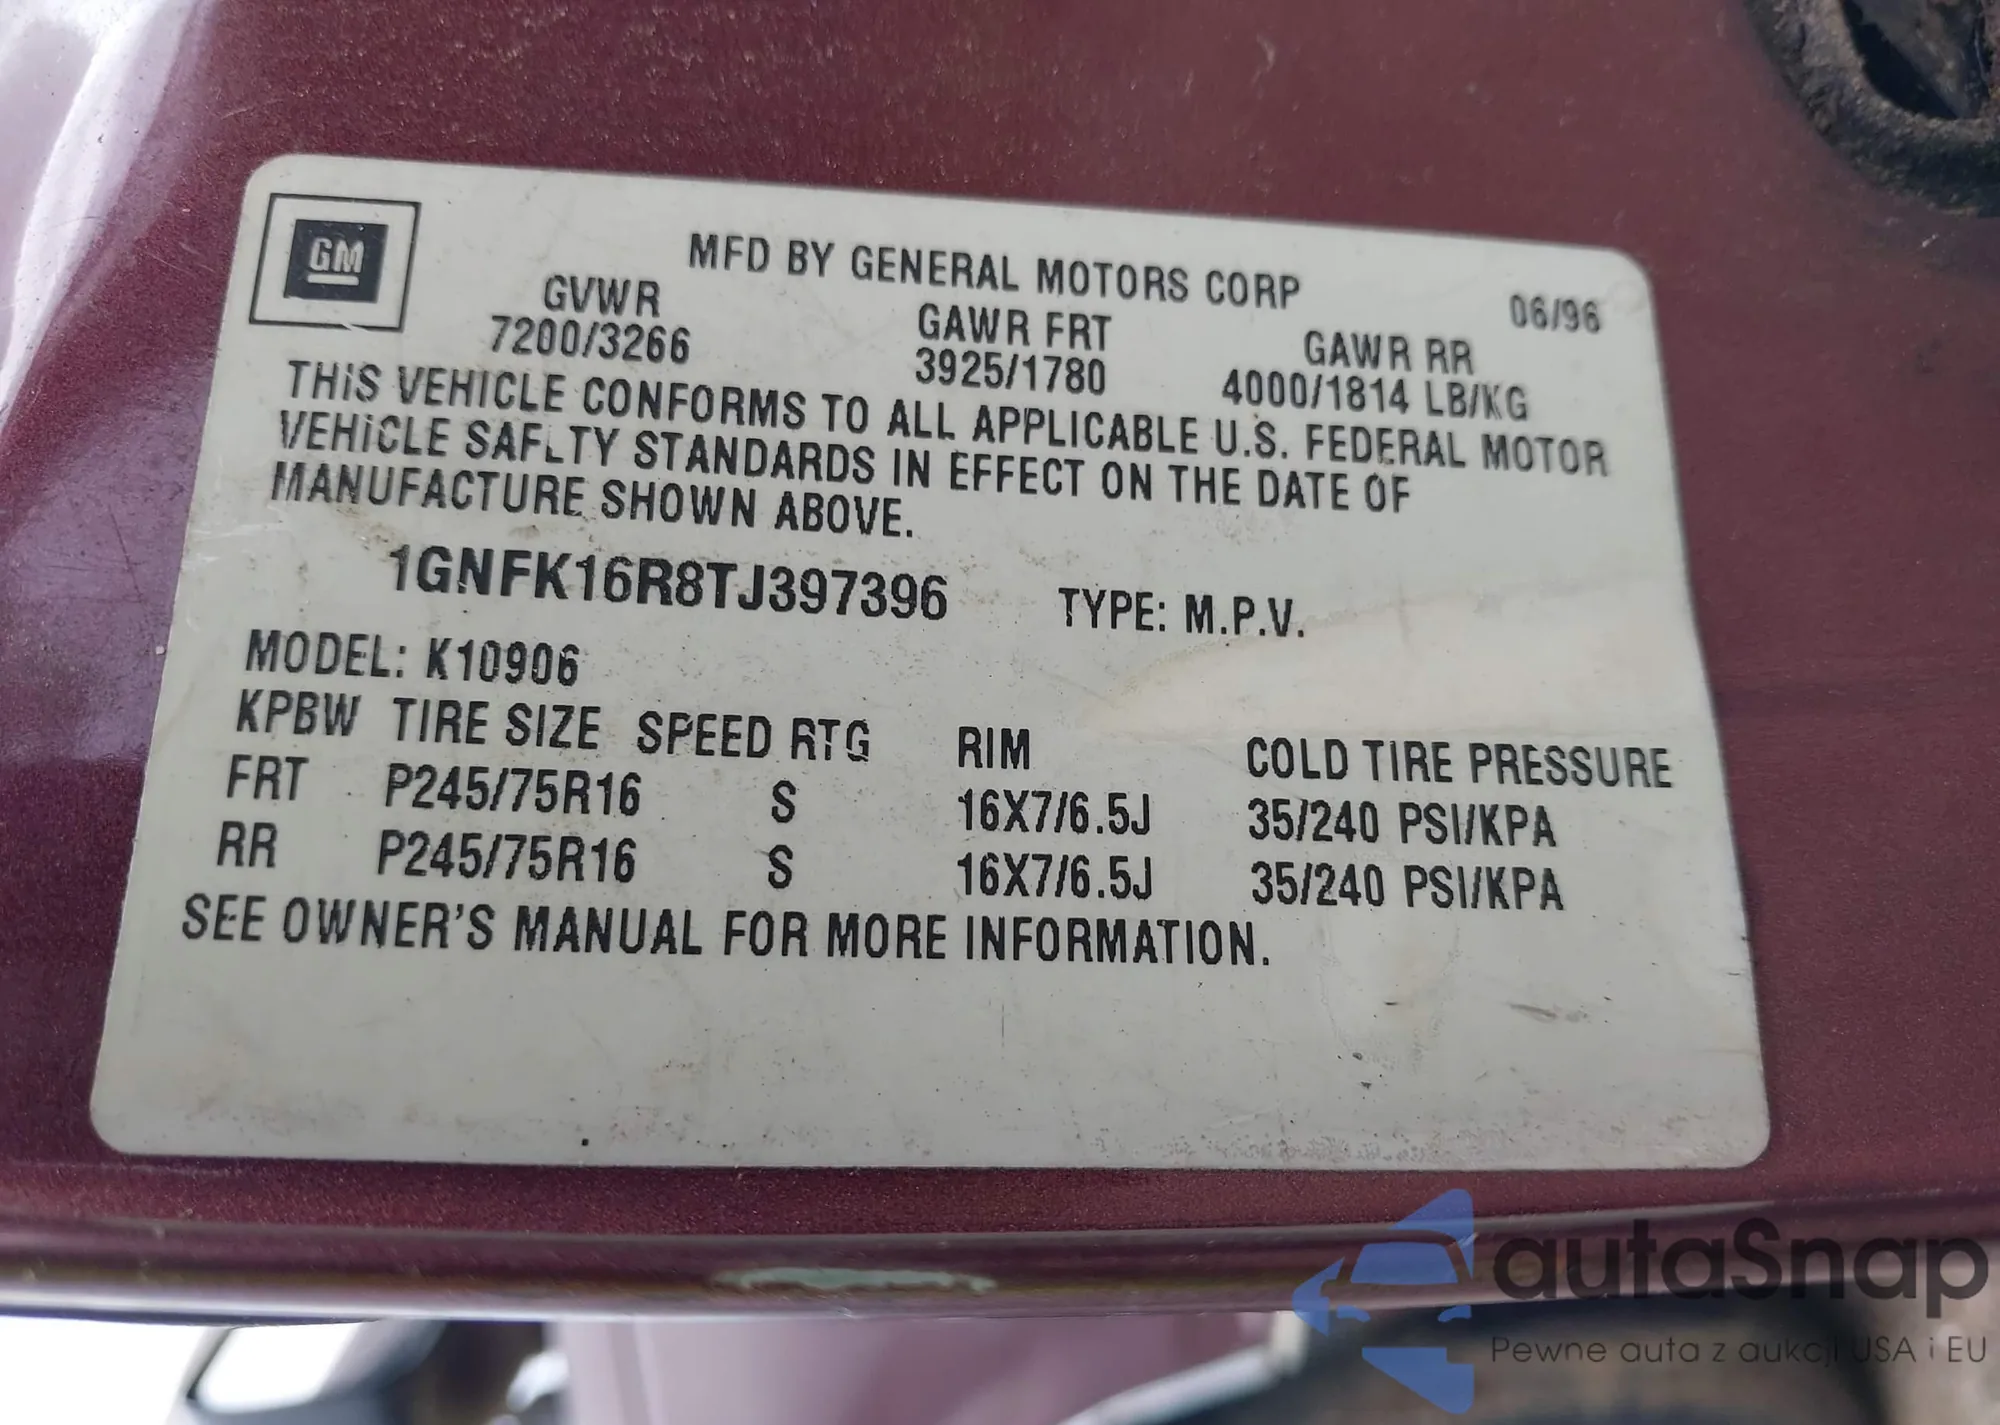 GM
MFD BY GENERAL MOTORS CORP 06/96
GVWR GAWR FRT GAWR RR
7200/3266 3925/1780 4000/1814 LB/KG
THIS VEHICLE CONFORMS TO ALL APPLICABLE U.S. FEDERAL MOTOR
VEHICLE SAFETY STANDARDS IN EFFECT ON THE DATE OF
MANUFACTURE SHOWN ABOVE.
1GNFK16R8TJ397396 TYPE: M.P.V.
MODEL: K10906
KPBW TIRE SIZE SPEED RTG RIM COLD TIRE PRESSURE
FRT P245/75R16 S 16X7/6.5J 35/240 PSI/KPA
RR P245/75R16 S 16X7/6.5J 35/240 PSI/KPA
SEE OWNER'S MANUAL FOR MORE INFORMATION.
autaSnap
Pewne auta z aukcji USA i EU